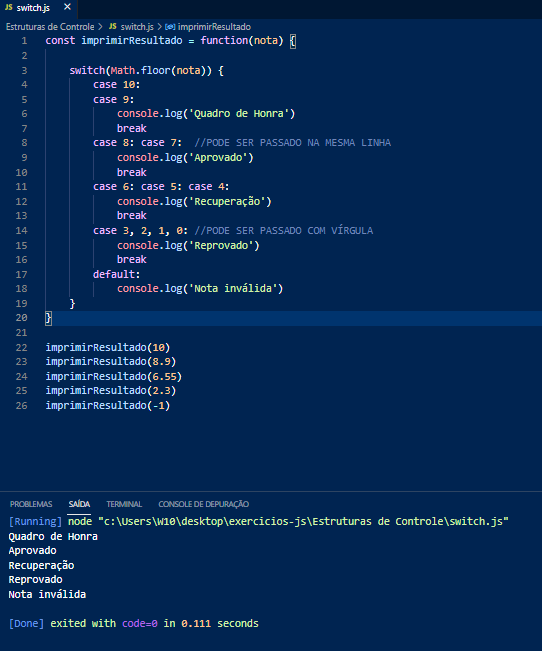 JS switch.js ×
Estruturas de Controle > JS switch.js > imprimirResultado
1 const imprimirResultado = function(nota) {
2
3     switch(Math.floor(nota)) {
4         case 10:
5         case 9:
6             console.log('Quadro de Honra')
7             break
8         case 8: case 7:  //PODE SER PASSADO NA MESMA LINHA
9             console.log('Aprovado')
10             break
11         case 6: case 5: case 4:
12             console.log('Recuperação')
13             break
14         case 3, 2, 1, 0: //PODE SER PASSADO COM VÍRGULA
15             console.log('Reprovado')
16             break
17         default:
18             console.log('Nota inválida')
19     }
20 }
21
22 imprimirResultado(10)
23 imprimirResultado(8.9)
24 imprimirResultado(6.55)
25 imprimirResultado(2.3)
26 imprimirResultado(-1)
PROBLEMAS SAÍDA TERMINAL CONSOLE DE DEPURAÇÃO
[Running] node "c:\Users\W10\desktop\exercicios-js\Estruturas de Controle\switch.js"
Quadro de Honra
Aprovado
Recuperação
Reprovado
Nota inválida
[Done] exited with code=0 in 0.111 seconds